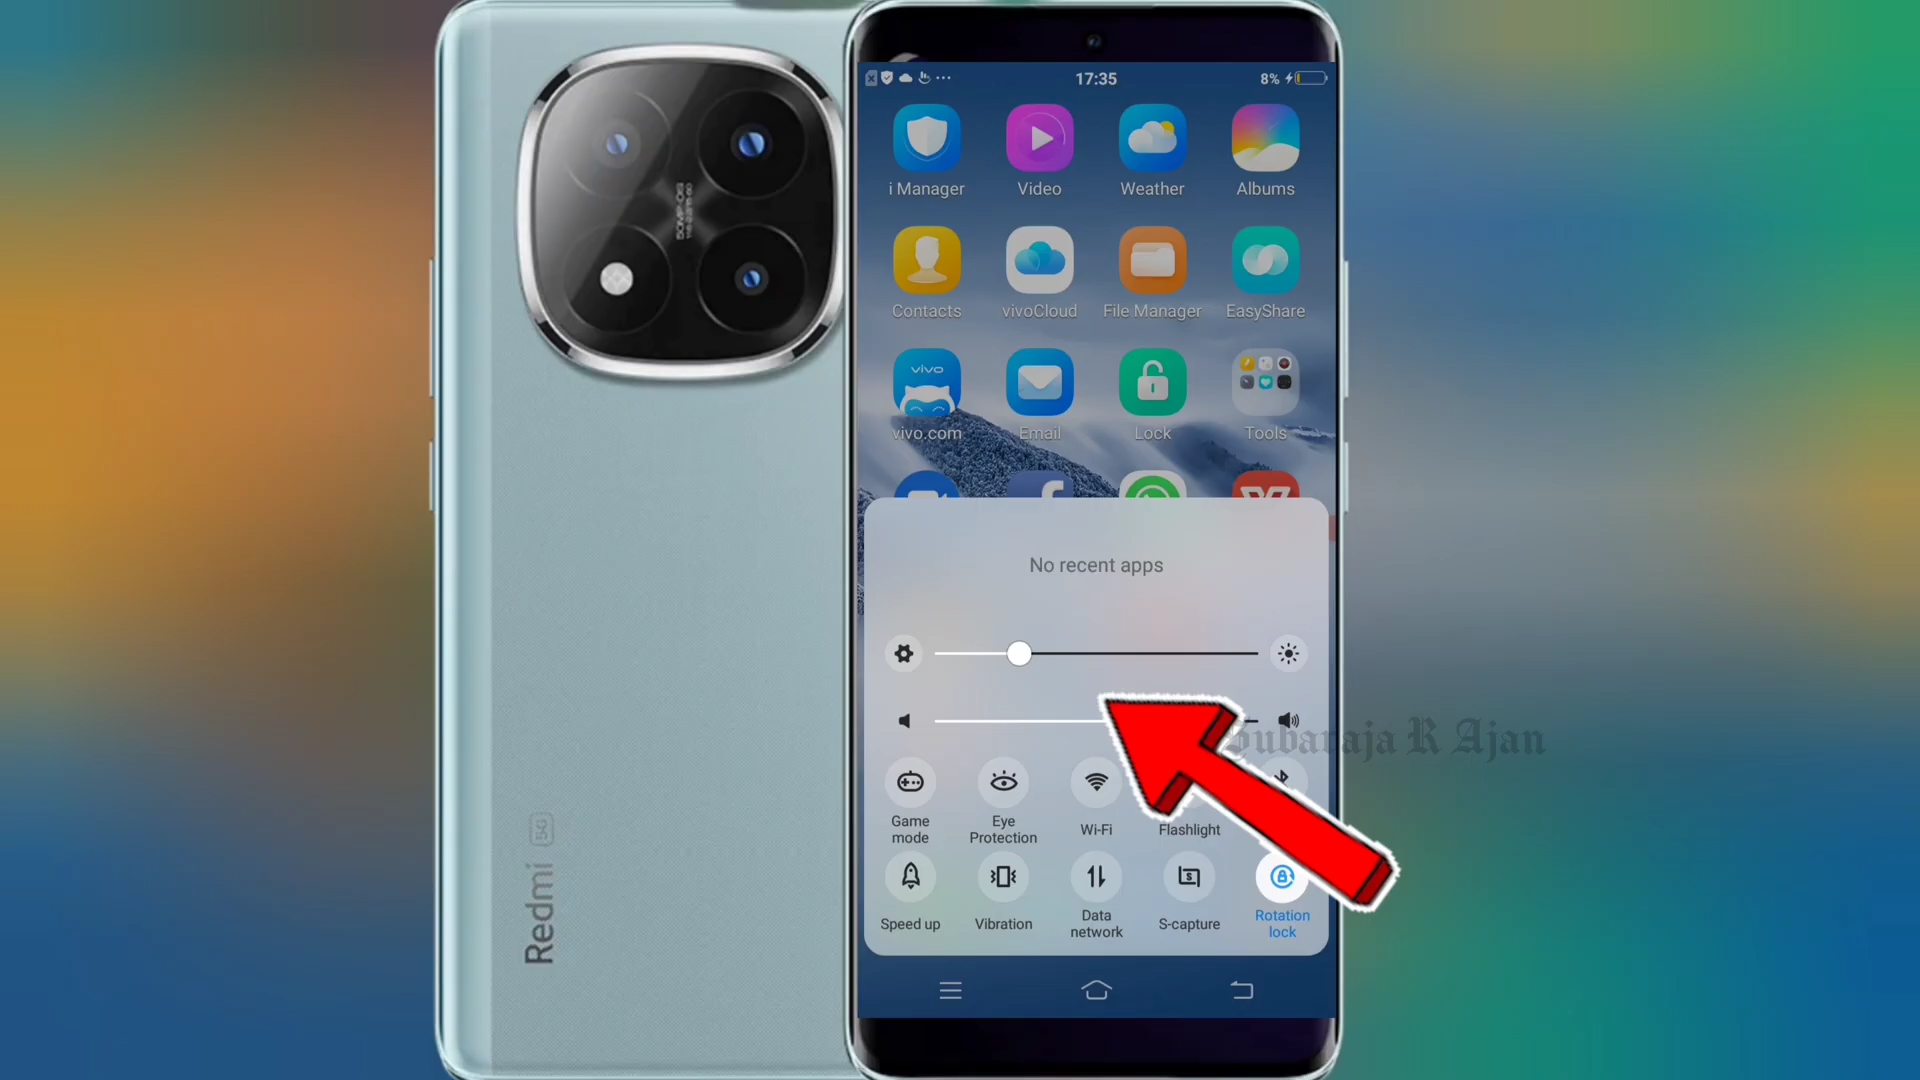 17:35
8%
i Manager
Video
Weather
Albums
Contacts
vivoCloud
File Manager
EasyShare
vivo
vivo.com
Email
Lock
Tools
No recent apps
Subaraja R Ajan
Game mode
Eye Protection
Wi-Fi
Flashlight
Speed up
Vibration
Data network
S-capture
Rotation lock
Redmi
5G